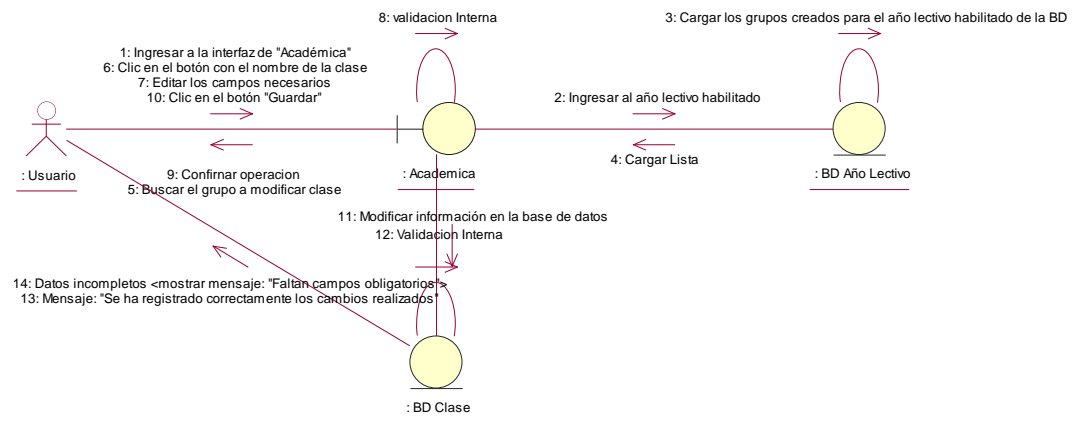 8: validacion Interna
3: Cargar los grupos creados para el año lectivo habilitado de la BD
1: Ingresar a la interfaz de "Académica"
6: Clic en el botón con el nombre de la clase
7: Editar los campos necesarios
10: Clic en el botón "Guardar"
2: Ingresar al año lectivo habilitado
4: Cargar Lista
: Usuario
9: Confirnar operacion
5: Buscar el grupo a modificar clase
: Academica
: BD Año Lectivo
11: Modificar información en la base de datos
12: Validacion Interna
14: Datos incompletos <mostrar mensaje: "Faltan campos obligatorios">
13: Mensaje: "Se ha registrado correctamente los cambios realizados"
: BD Clase